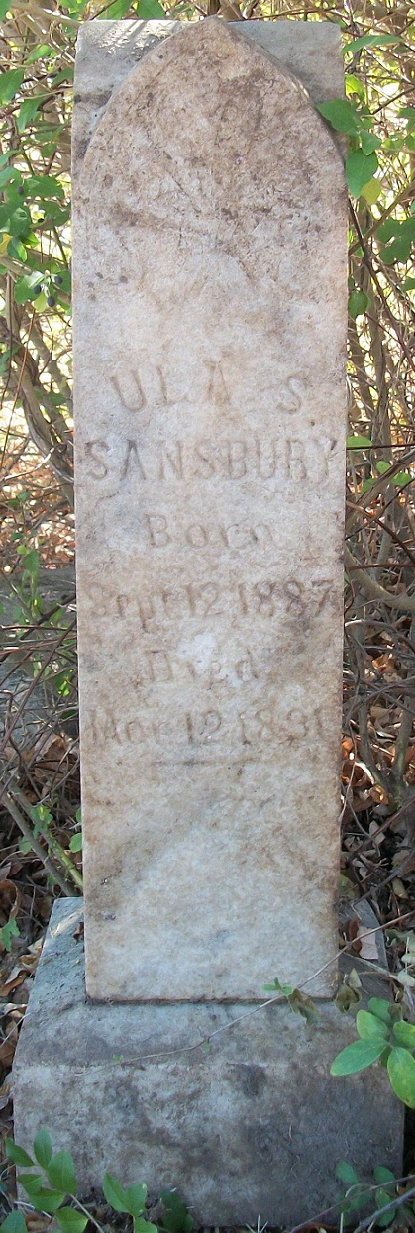 ULA S
SANSBURY
Born
Sept 12 1887
Died
Mar 12 1891